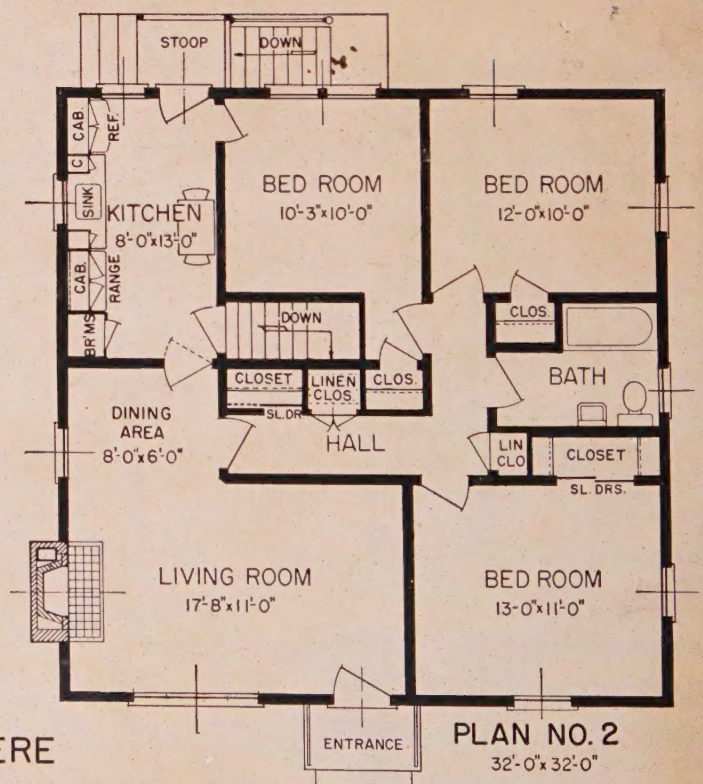 STOOP
DOWN
CAB.
REF.
C
SINK
KITCHEN
8'-0"x13'-0"
CAB.
RANGE
BR'MS
BED ROOM
10'-3"x10'-0"
BED ROOM
12'-0"x10'-0"
DOWN
CLOS.
BATH
CLOSET
LINEN
CLOS.
CLOS.
SL.DR.
DINING
AREA
8'-0"x6'-0"
HALL
LIN
CLO
CLOSET
SL. DRS.
LIVING ROOM
17'-8"x11'-0"
BED ROOM
13'-0"x11'-0"
ENTRANCE
ERE
PLAN NO. 2
32'-0"x32'-0"